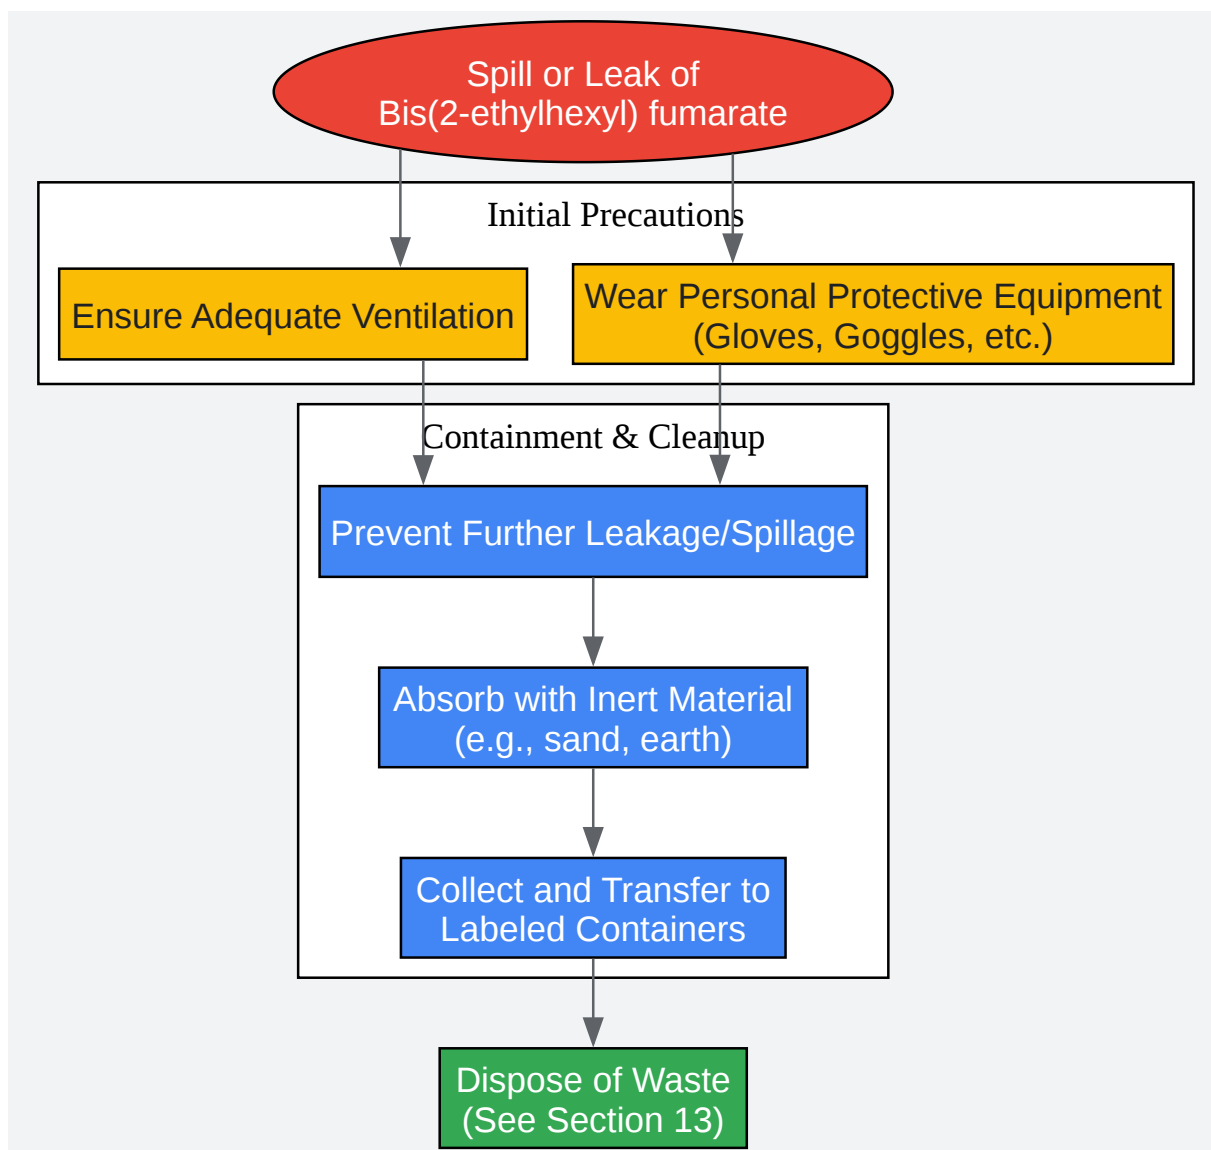 Spill or Leak of
Bis(2-ethylhexyl) fumarate
Initial Precautions
Ensure Adequate Ventilation
Wear Personal Protective Equipment
(Gloves, Goggles, etc.)
Containment & Cleanup
Prevent Further Leakage/Spillage
Absorb with Inert Material
(e.g., sand, earth)
Collect and Transfer to
Labeled Containers
Dispose of Waste
(See Section 13)